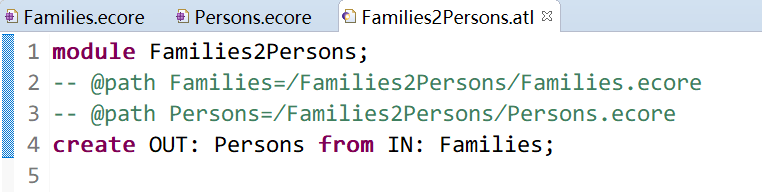 Families.ecore Persons.ecore Families2Persons.atl
1 module Families2Persons;
2 -- @path Families=/Families2Persons/Families.ecore
3 -- @path Persons=/Families2Persons/Persons.ecore
4 create OUT: Persons from IN: Families;
5